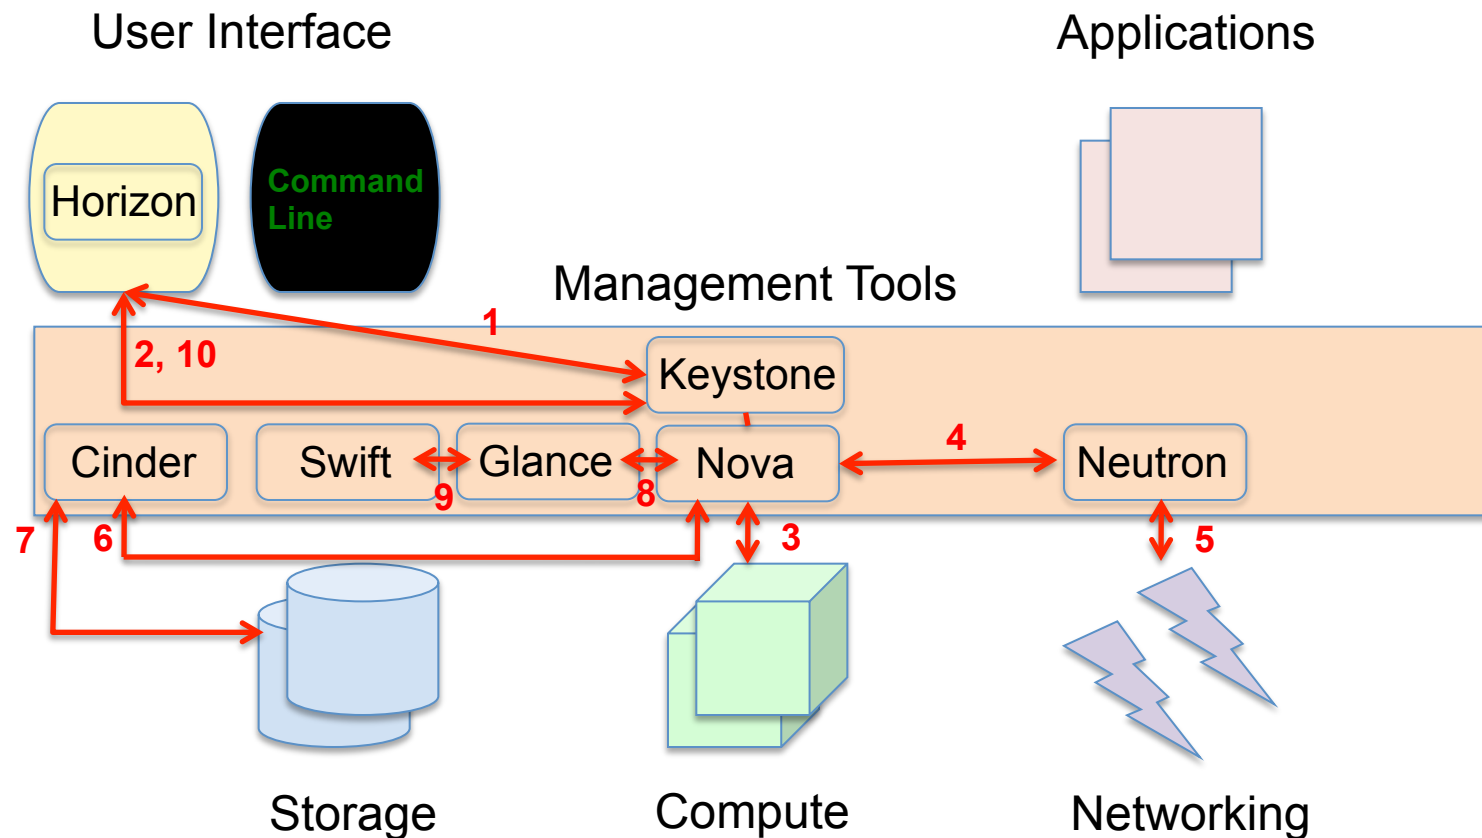 User Interface
Applications
Horizon
Command
Line
Management Tools
1
2, 10
Keystone
Cinder
Swift
Glance
Nova
4
Neutron
9
8
7
6
3
5
Storage
Compute
Networking